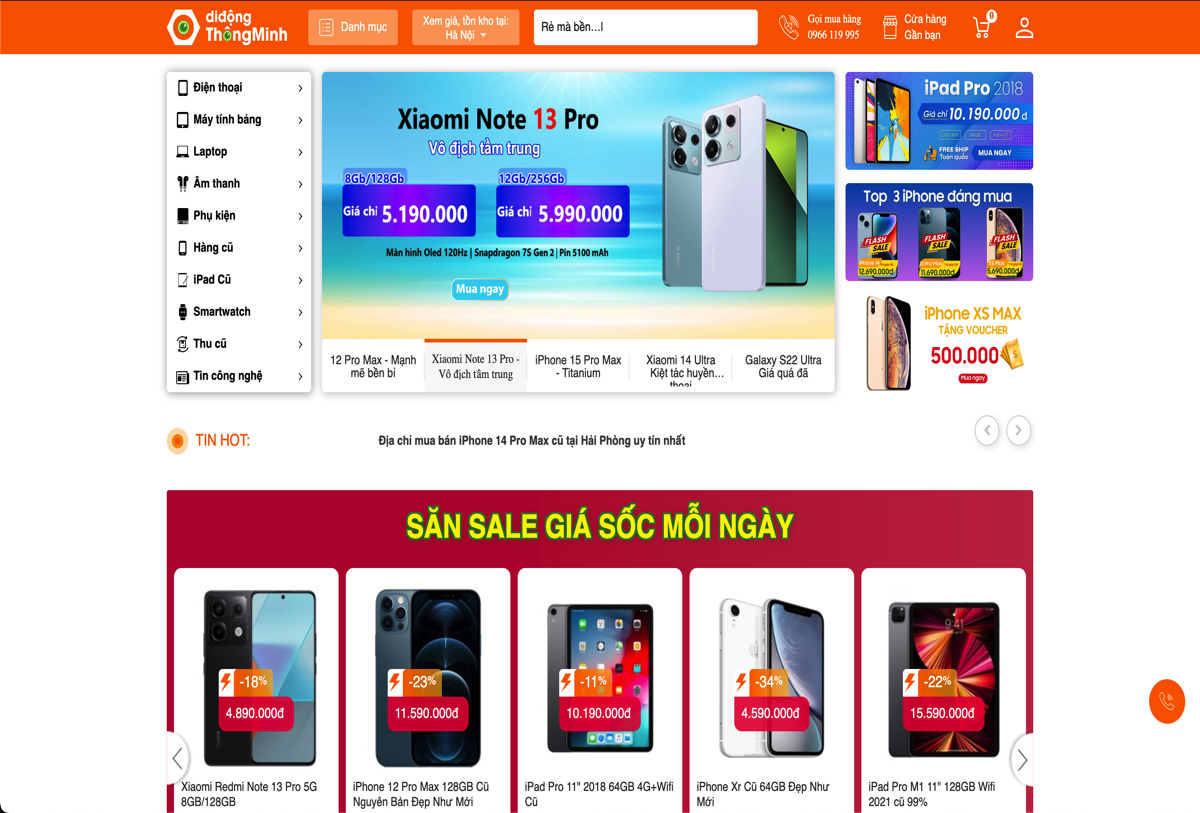 diđộng
ThôngMinh
Danh mục
Xem giá, tồn kho tại:
Hà Nội
Rẻ mà bền...l
Gọi mua hàng
0966 119 995
Cửa hàng
Gần bạn
0
Điện thoại
Máy tính bảng
Laptop
Âm thanh
Phụ kiện
Hàng cũ
iPad Cũ
Smartwatch
Thu cũ
Tin công nghệ
Xiaomi Note 13 Pro
Vô địch tầm trung
8Gb/128Gb
Giá chỉ 5.190.000
12Gb/256Gb
Giá chỉ 5.990.000
Màn hình Oled 120Hz | Snapdragon 7S Gen 2 | Pin 5100 mAh
Mua ngay
12 Pro Max - Mạnh
mẽ bền bỉ
Xiaomi Note 13 Pro -
Vô địch tầm trung
iPhone 15 Pro Max
- Titanium
Xiaomi 14 Ultra
Kiệt tác huyền...
thoại
Galaxy S22 Ultra
Giá quá đã
iPad Pro 2018
Giá chỉ 10.190.000 đ
FREE SHIP
Toàn quốc
MUA NGAY
Top 3 iPhone đáng mua
FLASH
SALE
iPhone 14
12.690.000đ
FLASH
SALE
12 Pro Max
11.690.000đ
FLASH
SALE
XS Max
5.690.000đ
iPhone XS MAX
TẶNG VOUCHER
500.000
Mua ngay
TIN HOT:
Địa chỉ mua bán iPhone 14 Pro Max cũ tại Hải Phòng uy tín nhất
SĂN SALE GIÁ SỐC MỖI NGÀY
-18%
4.890.000đ
Xiaomi Redmi Note 13 Pro 5G
8GB/128GB
-23%
11.590.000đ
iPhone 12 Pro Max 128GB Cũ
Nguyên Bản Đẹp Như Mới
-11%
10.190.000đ
iPad Pro 11" 2018 64GB 4G+Wifi
Cũ
-34%
4.590.000đ
iPhone Xr Cũ 64GB Đẹp Như
Mới
9:41
-22%
15.590.000đ
iPad Pro M1 11" 128GB Wifi
2021 cũ 99%